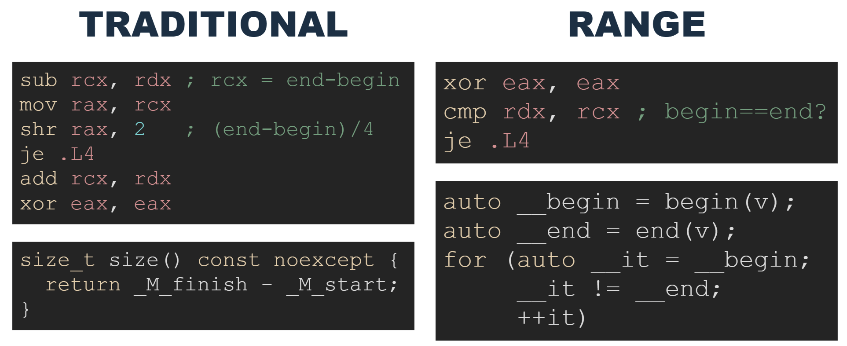 TRADITIONAL
sub rcx, rdx ; rcx = end-begin
mov rax, rcx
shr rax, 2   ; (end-begin)/4
je .L4
add rcx, rdx
xor eax, eax
size_t size() const noexcept {
  return _M_finish - _M_start;
}
RANGE
xor eax, eax
cmp rdx, rcx ; begin==end?
je .L4
auto __begin = begin(v);
auto __end = end(v);
for (auto __it = __begin;
     __it != __end;
     ++it)